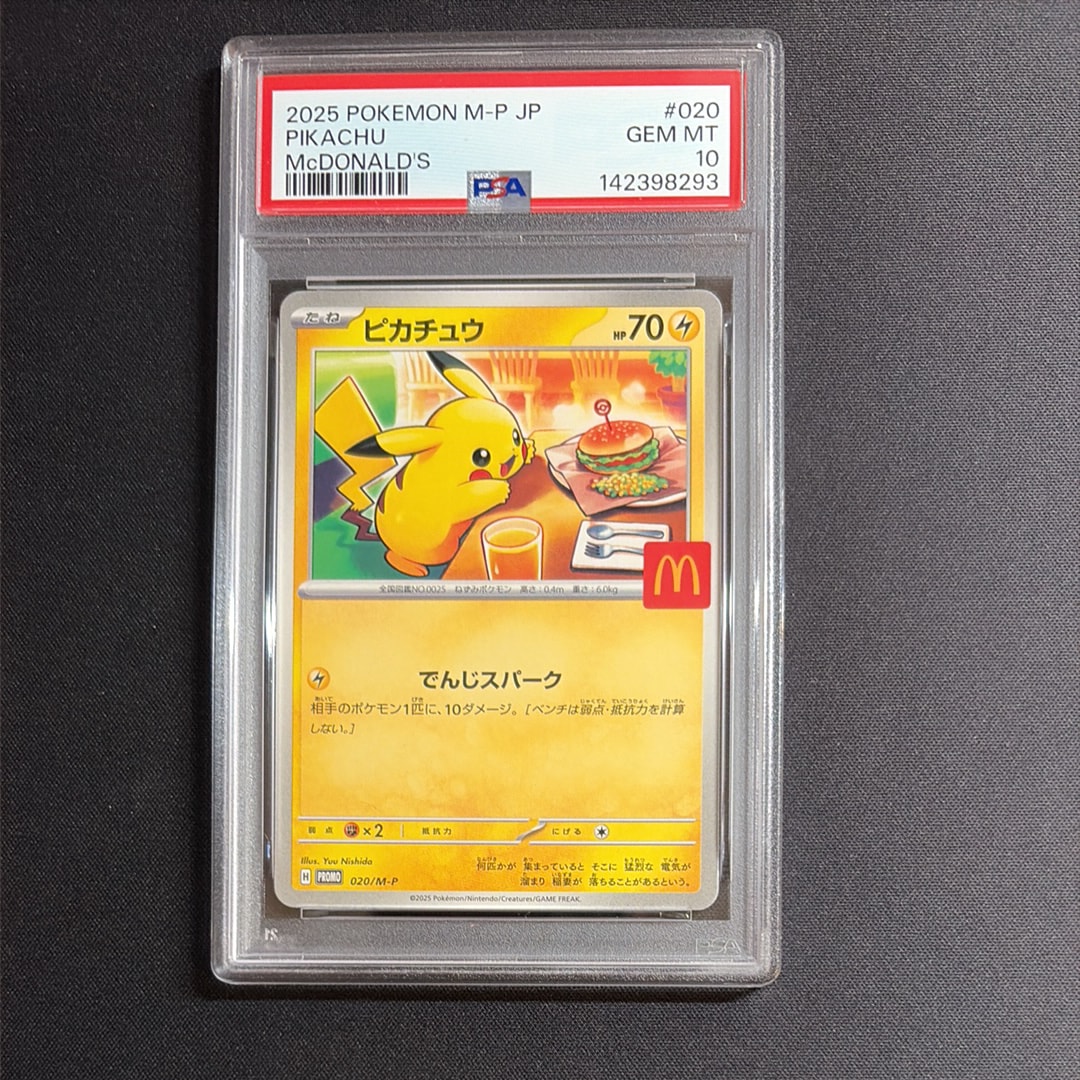 2025 POKEMON M-P JP #020
PIKACHU GEM MT
McDONALD'S 10
PSA 142398293
たね ピカチュウ HP70
全国図鑑NO.0025 ねずみポケモン 高さ:0.4m 重さ:6.0kg
でんじスパーク
相手のポケモン1匹に、10ダメージ。[ベンチは弱点・抵抗力を計算
しない。]
弱点 ×2 抵抗力 にげる
Illus. Yuu Nishida
何匹かが 集まっていると そこに 猛烈な 電気が
溜まり 稲妻が 落ちることがあるという。
H PROMO 020/M-P
©2025 Pokémon/Nintendo/Creatures/GAME FREAK.
PSA